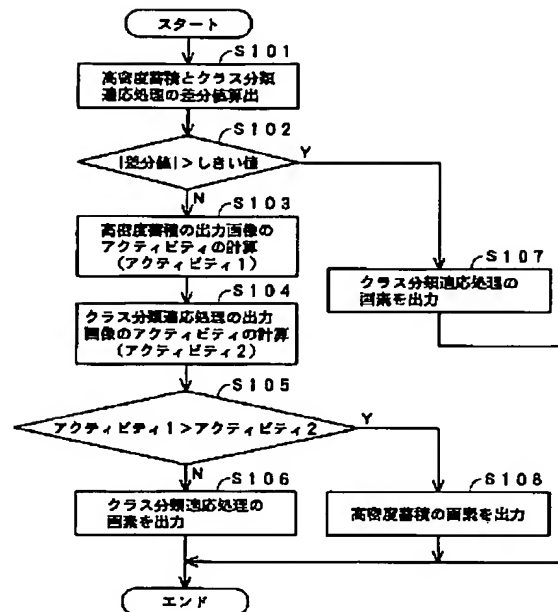 スタート
S101
高密度蓄積とクラス分類
適応処理の差分値算出
S102
|差分値|>しきい値
Y
N
S103
高密度蓄積の出力画像の
アクティビティの計算
(アクティビティ1)
S107
クラス分類適応処理の
画素を出力
S104
クラス分類適応処理の出力
画像のアクティビティの計算
(アクティビティ2)
S105
アクティビティ1>アクティビティ2
Y
N
S106
クラス分類適応処理の
画素を出力
S108
高密度蓄積の画素を出力
エンド